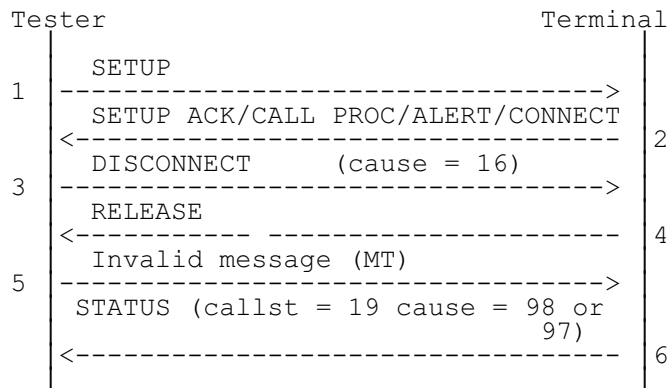 Tester Terminal
SETUP
1
SETUP ACK/CALL PROC/ALERT/CONNECT
2
DISCONNECT (cause = 16)
3
RELEASE
4
Invalid message (MT)
5
STATUS (callst = 19 cause = 98 or
97)
6